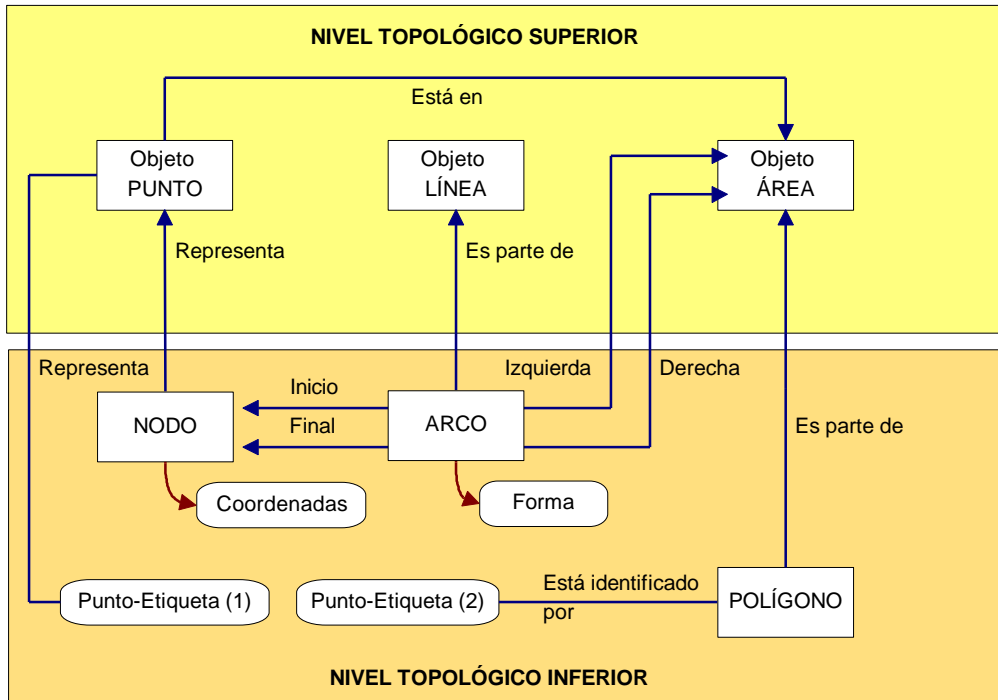 NIVEL TOPOLÓGICO SUPERIOR
Está en
Objeto
PUNTO
Objeto
LÍNEA
Objeto
ÁREA
Representa
Es parte de
Representa
Inicio
Izquierda
Derecha
NODO
Final
ARCO
Es parte de
Coordenadas
Forma
Punto-Etiqueta (1)
Punto-Etiqueta (2)
Está identificado
por
POLÍGONO
NIVEL TOPOLÓGICO INFERIOR